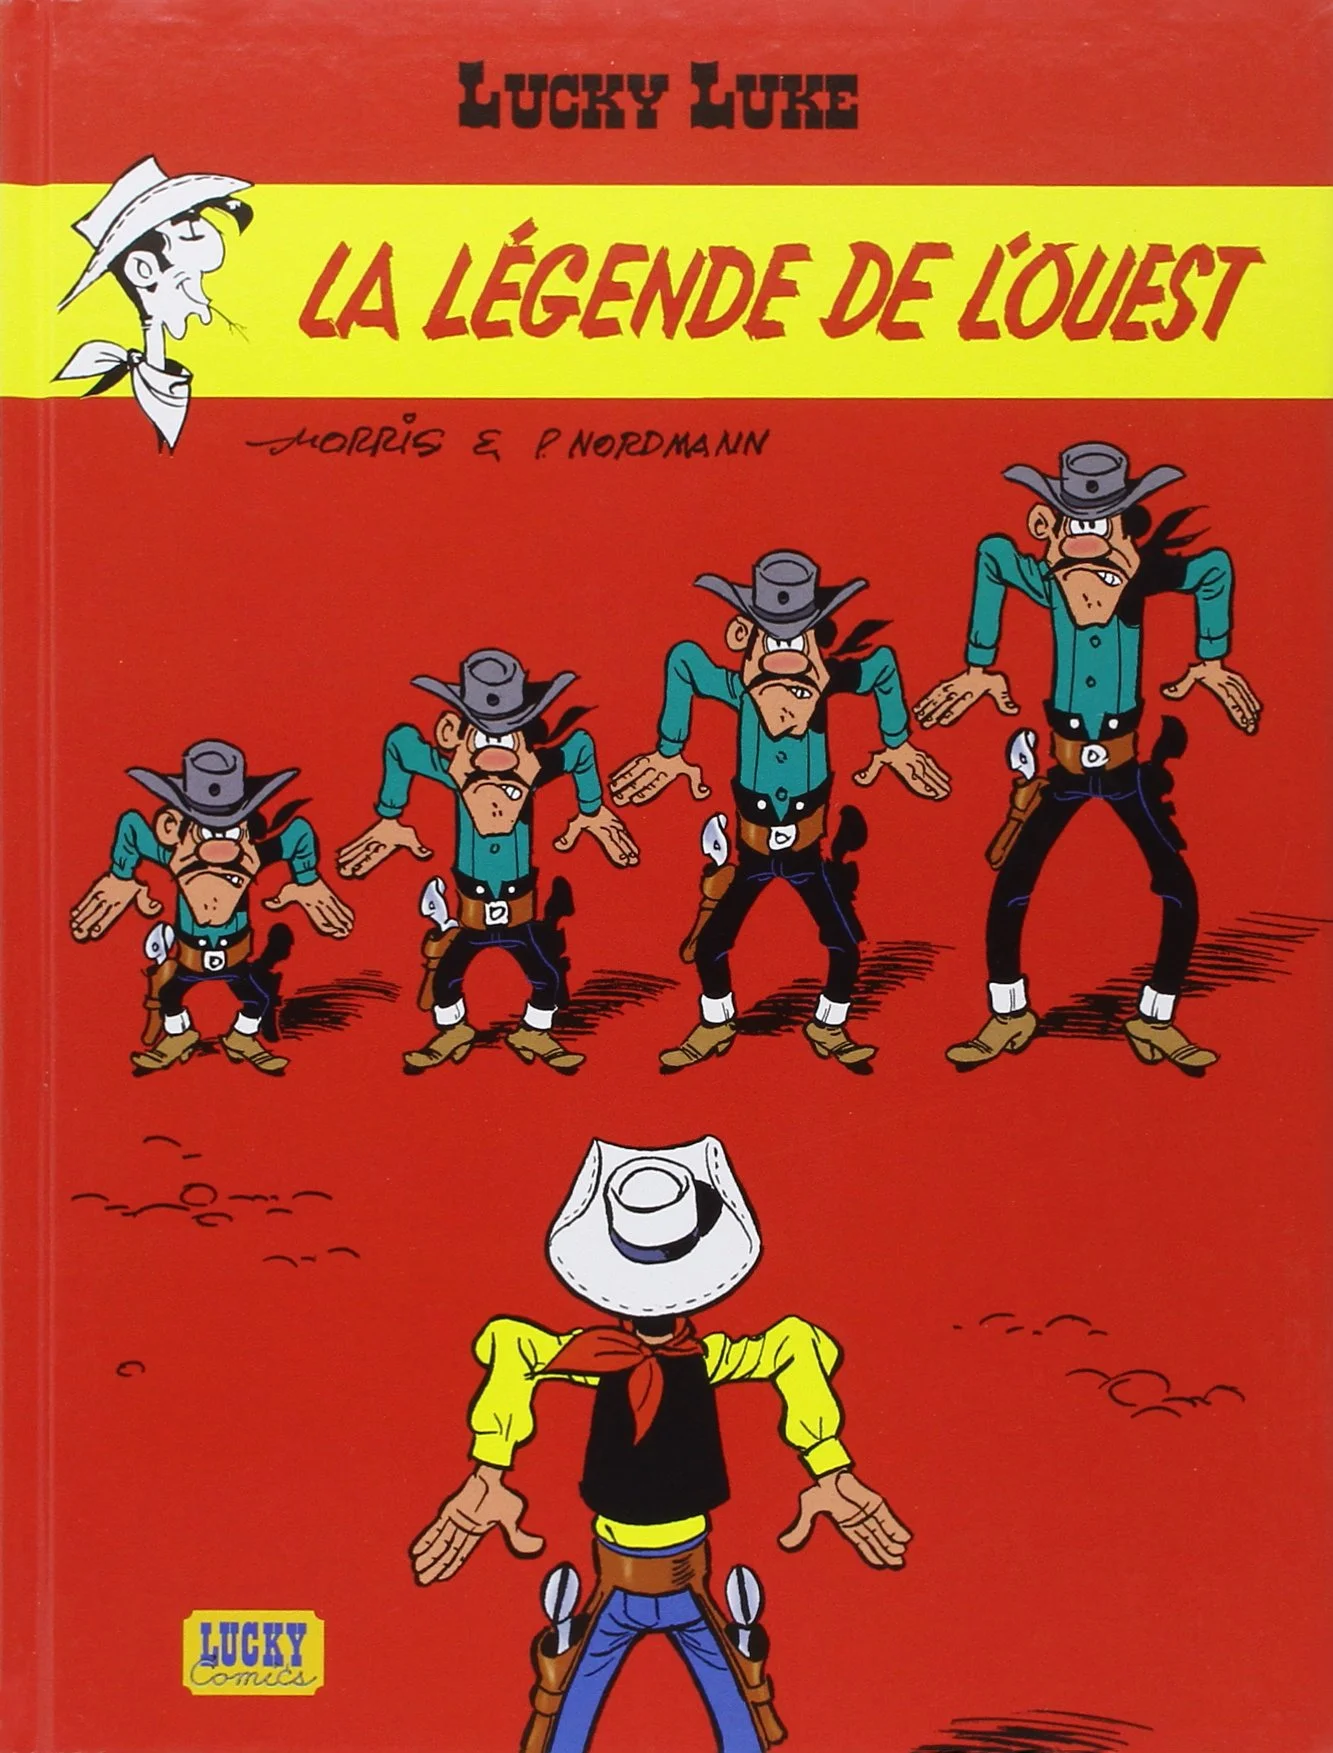 LUCKY LUKE
LA LÉGENDE DE L'OUEST
MORRIS & P. NORDMANN
LUCKY
Comics